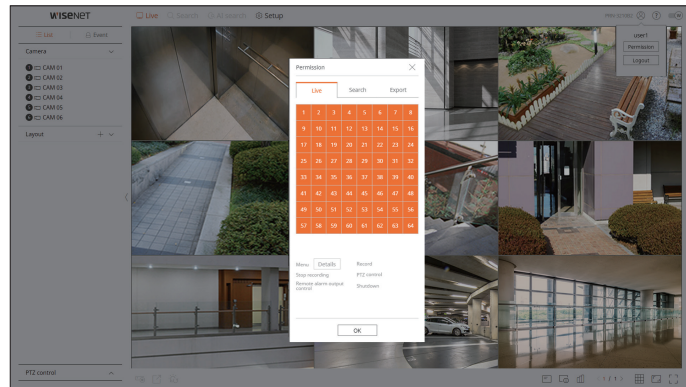 WISENET
Live
Search
AI search
Setup
List
Event
Camera
1 CAM 01
2 CAM 02
3 CAM 03
4 CAM 04
5 CAM 05
6 CAM 06
Layout
PTZ control
user1
Permission
Logout
Permission
Live Search Export
1 2 3 4 5 6 7 8
9 10 11 12 13 14 15 16
17 18 19 20 21 22 23 24
25 26 27 28 29 30 31 32
33 34 35 36 37 38 39 40
41 42 43 44 45 46 47 48
49 50 51 52 53 54 55 56
57 58 59 60 61 62 63 64
Menu Details Record
Stop recording PTZ control
Remote alarm output
control
Shutdown
OK
/ 1